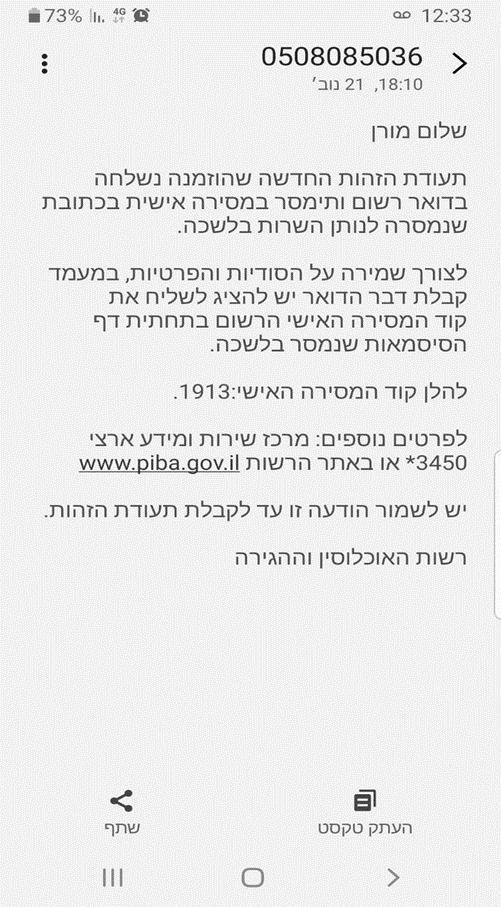 73% 4G 12:33
0508085036
18:10, 21 נוב׳
שלום מורן
תעודת הזהות החדשה שהוזמנה נשלחה
בדואר רשום ותימסר במסירה אישית בכתובת
שנמסרה לנותן השרות בלשכה.
לצורך שמירה על הסודיות והפרטיות, במעמד
קבלת דבר הדואר יש להציג לשליח את
קוד המסירה האישי הרשום בתחתית דף
הסיסמאות שנמסר בלשכה.
להלן קוד המסירה האישי:1913.
לפרטים נוספים: מרכז שירות ומידע ארצי
3450* או באתר הרשות www.piba.gov.il
יש לשמור הודעה זו עד לקבלת תעודת הזהות.
רשות האוכלוסין וההגירה
העתק טקסט
שתף